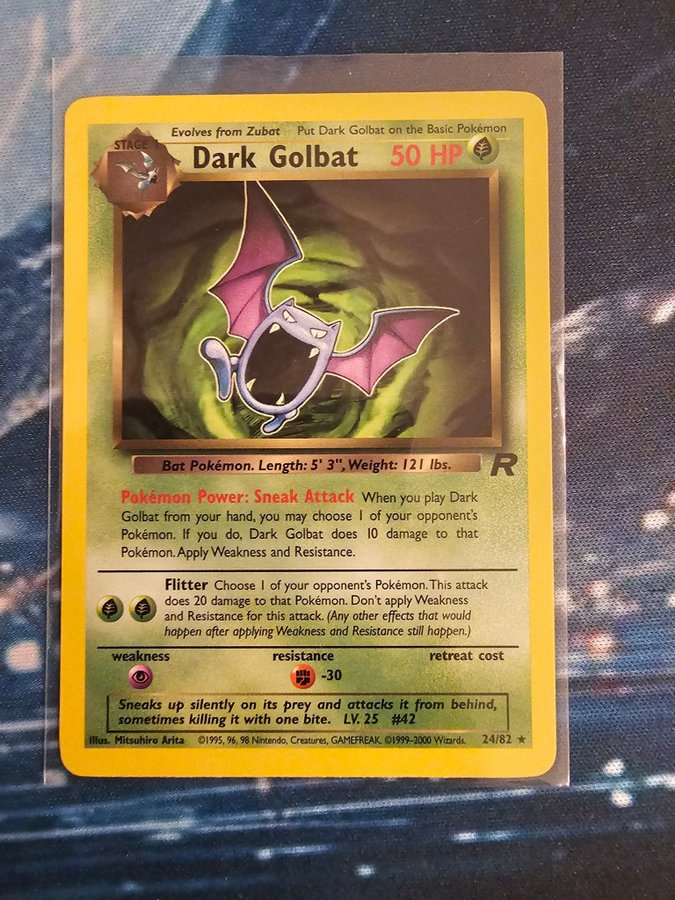 Evolves from Zubat Put Dark Golbat on the Basic Pokémon
STAGE 1
Dark Golbat 50 HP
Bat Pokémon. Length: 5' 3", Weight: 121 lbs.
R
Pokémon Power: Sneak Attack When you play Dark
Golbat from your hand, you may choose 1 of your opponent's
Pokémon. If you do, Dark Golbat does 10 damage to that
Pokémon. Apply Weakness and Resistance.
Flitter Choose 1 of your opponent's Pokémon. This attack
does 20 damage to that Pokémon. Don't apply Weakness
and Resistance for this attack. (Any other effects that would
happen after applying Weakness and Resistance still happen.)
weakness resistance retreat cost
-30
Sneaks up silently on its prey and attacks it from behind,
sometimes killing it with one bite. LV. 25 #42
Illus. Mitsuhiro Arita ©1995, 96, 98 Nintendo, Creatures, GAMEFREAK. ©1999-2000 Wizards. 24/82 ★